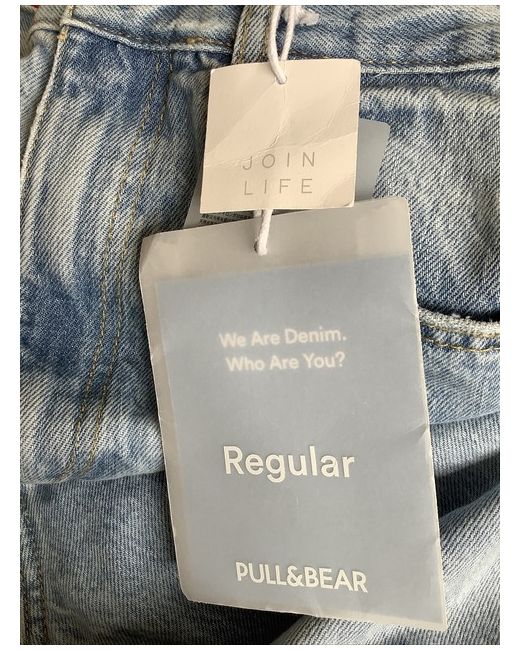 JOIN
LIFE
We Are Denim.
Who Are You?
Regular
PULL&BEAR